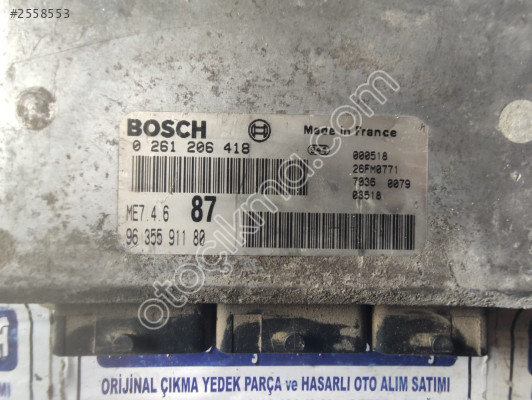 #2558553
BOSCH
Made in France
0 261 206 418
000518
26FM0771
7936 0079
03518
ME7.4.6 87
96 355 911 80
otocikma.com
ORİJİNAL ÇIKMA YEDEK PARÇA ve HASARLI OTO ALIM SATIMI